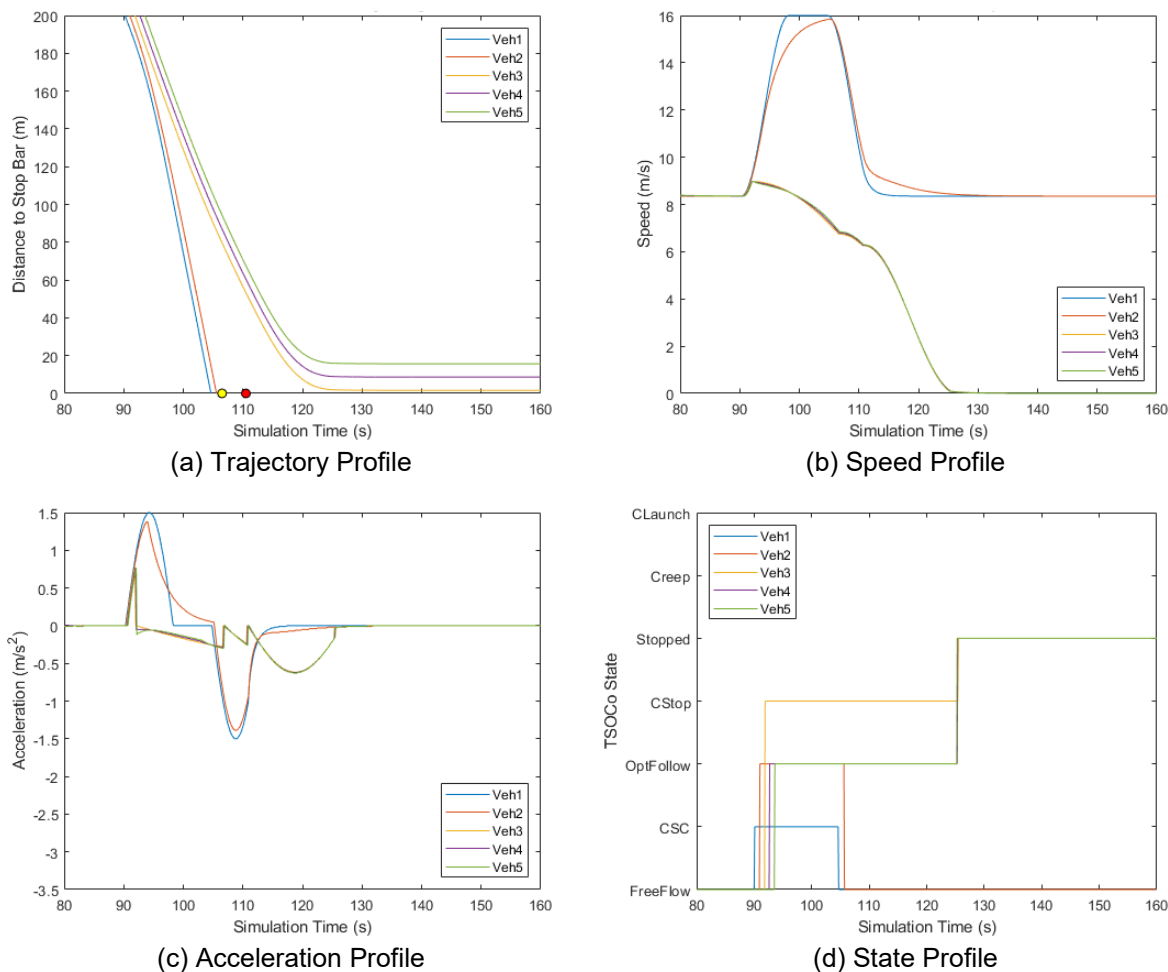 200
180
160
140
120
100
80
60
40
20
0
Distance to Stop Bar (m)
Veh1
Veh2
Veh3
Veh4
Veh5
80 90 100 110 120 130 140 150 160
Simulation Time (s)
(a) Trajectory Profile
16
14
12
10
8
6
4
2
0
Speed (m/s)
Veh1
Veh2
Veh3
Veh4
Veh5
80 90 100 110 120 130 140 150 160
Simulation Time (s)
(b) Speed Profile
1.5
1
0.5
0
-0.5
-1
-1.5
-2
-2.5
-3
-3.5
Acceleration (m/s²)
Veh1
Veh2
Veh3
Veh4
Veh5
80 90 100 110 120 130 140 150 160
Simulation Time (s)
(c) Acceleration Profile
CLaunch
Creep
Stopped
CStop
OptFollow
CSC
FreeFlow
TSOCo State
Veh1
Veh2
Veh3
Veh4
Veh5
80 90 100 110 120 130 140 150 160
Simulation Time (s)
(d) State Profile